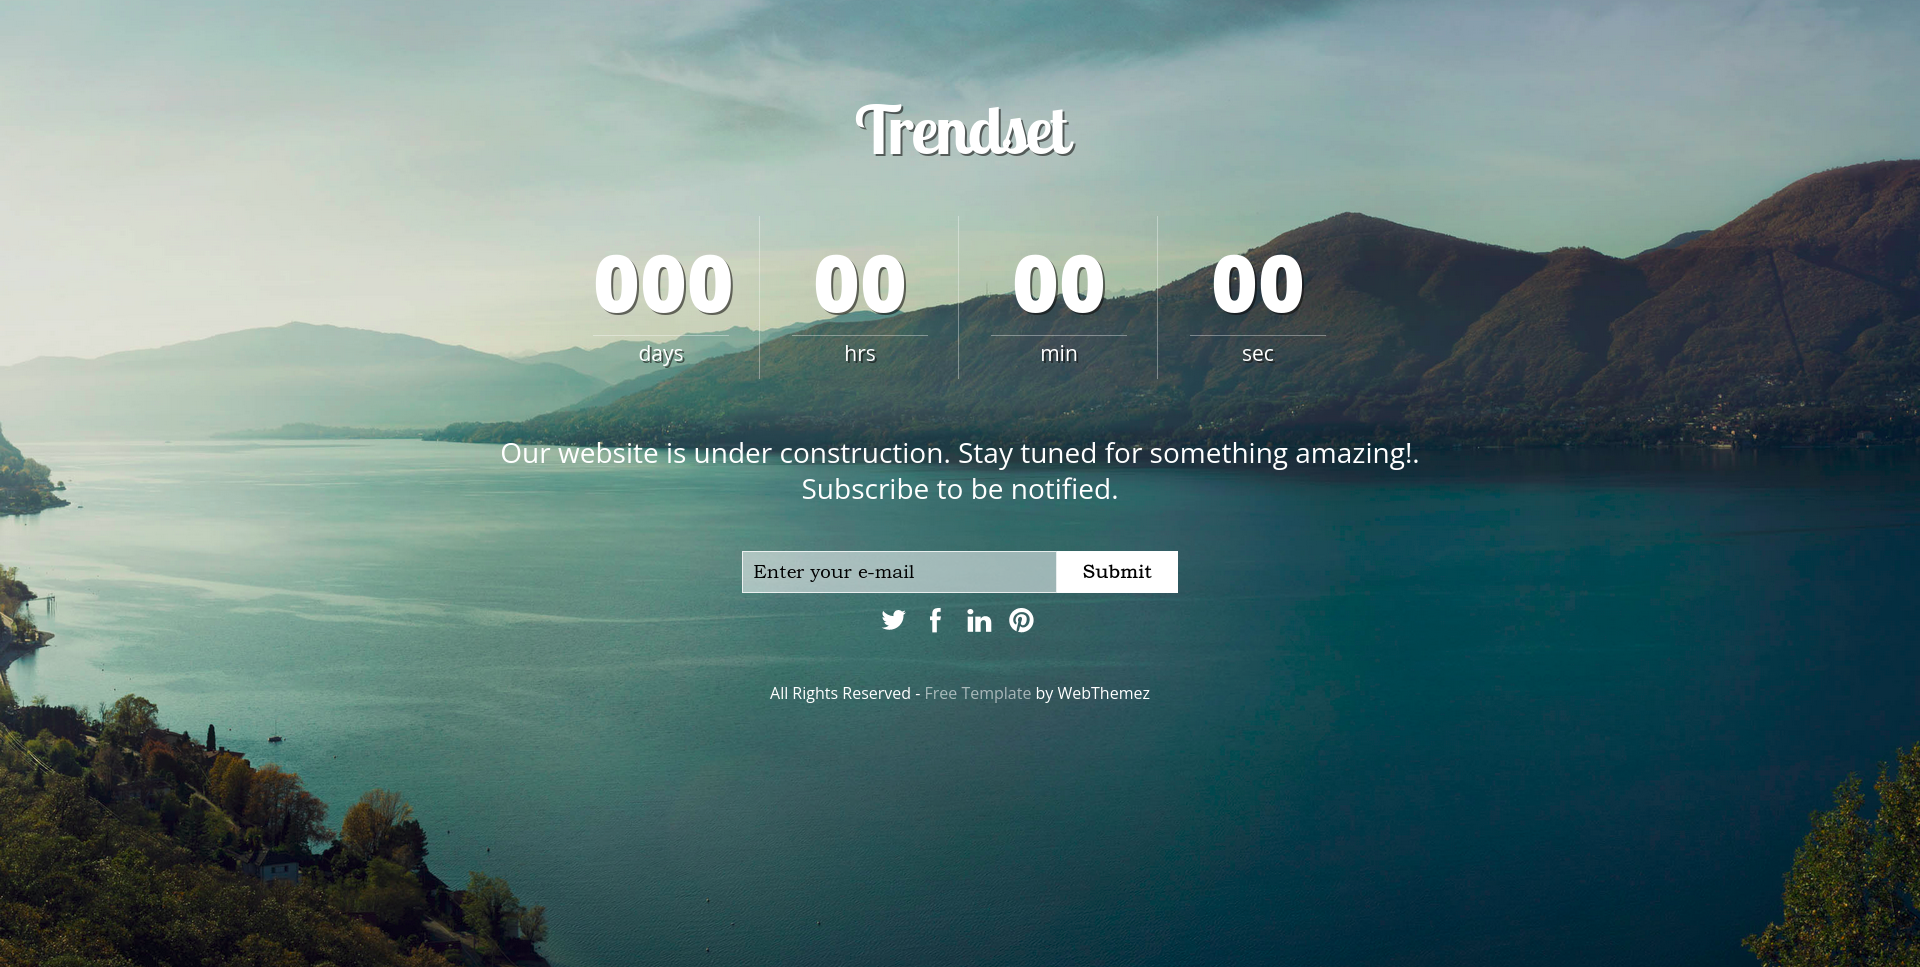 Trendset
000 00 00 00
days hrs min sec
Our website is under construction. Stay tuned for something amazing!.
Subscribe to be notified.
Enter your e-mail Submit
All Rights Reserved - Free Template by WebThemez